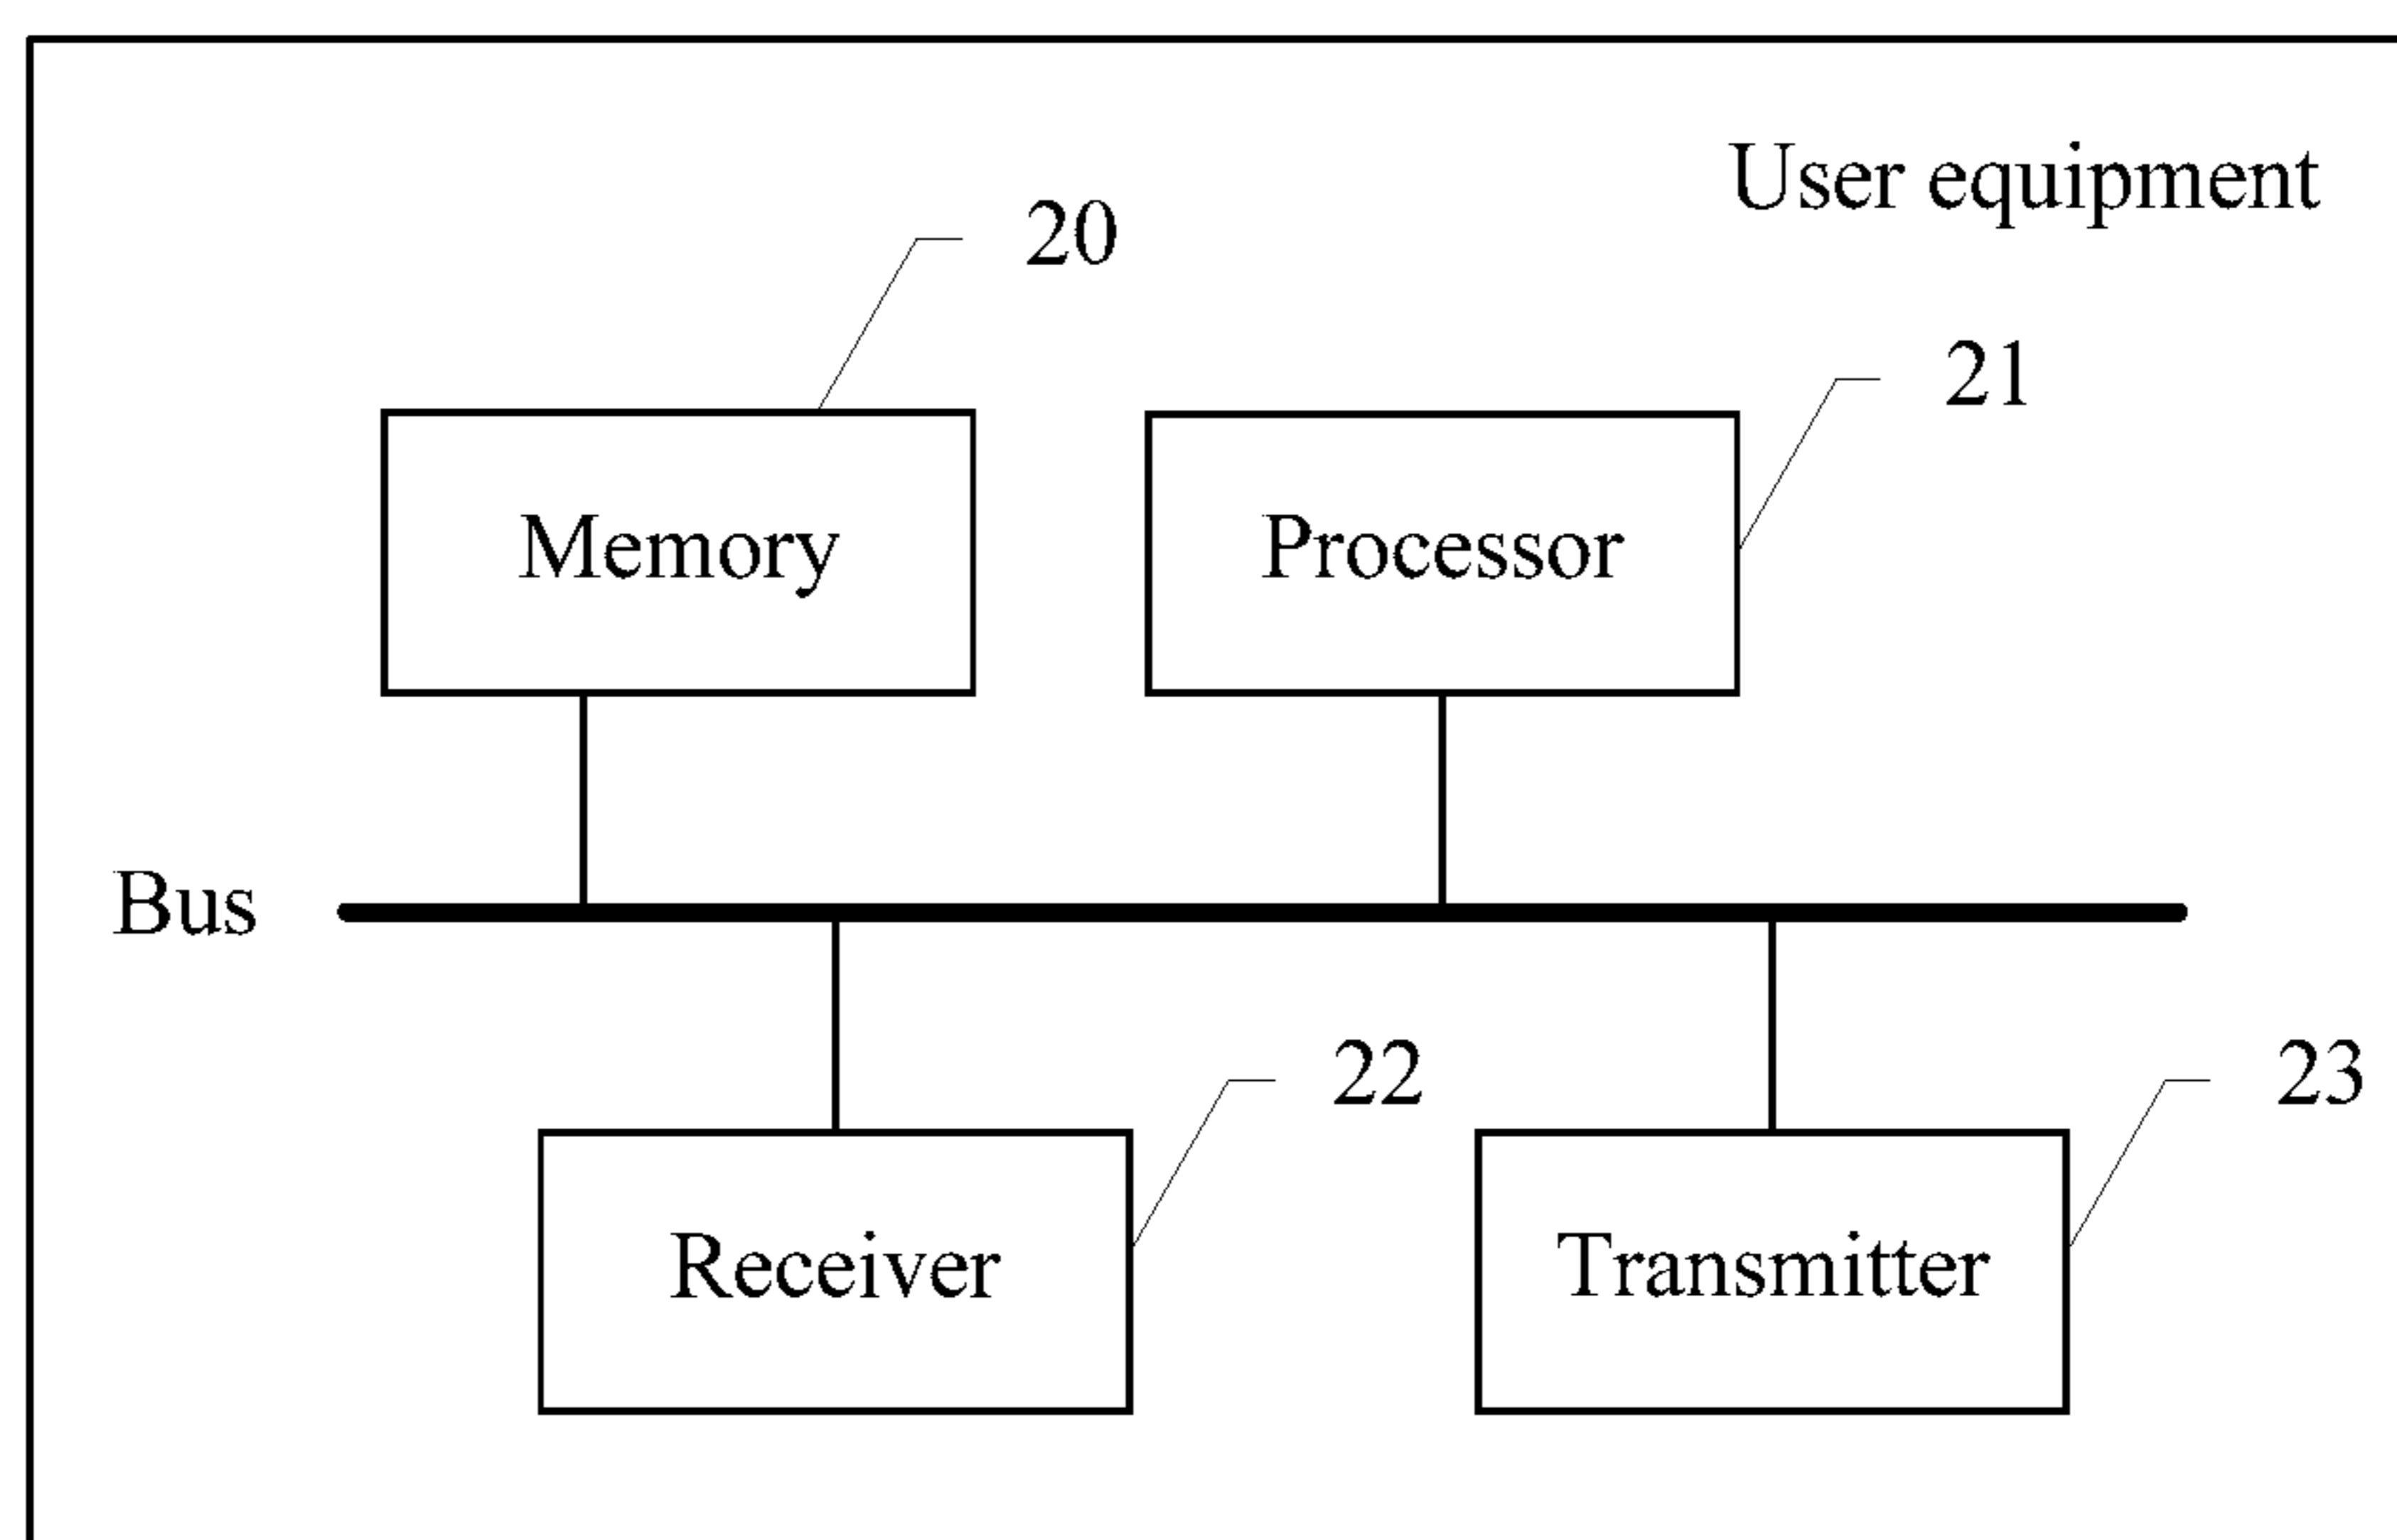 User equipment
20
21
Memory
Processor
Bus
22
23
Receiver
Transmitter